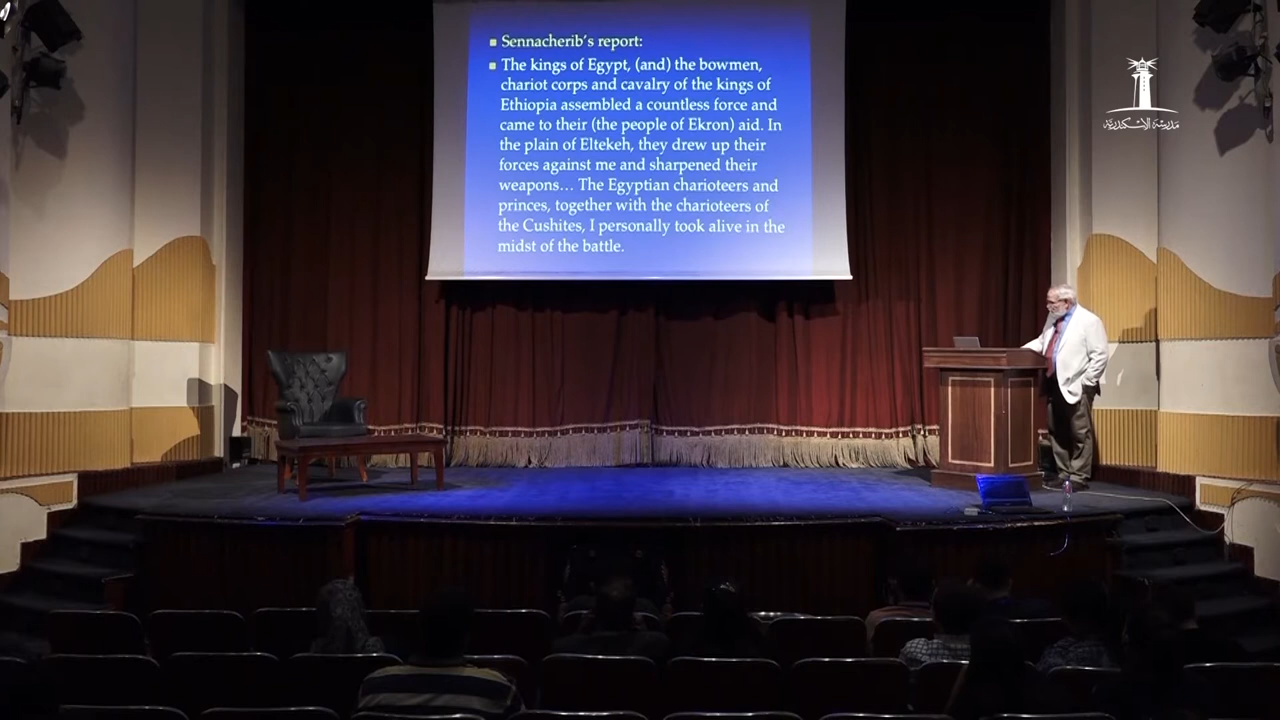 Sennacherib's report:
The kings of Egypt, (and) the bowmen,
chariot corps and cavalry of the kings of
Ethiopia assembled a countless force and
came to their (the people of Ekron) aid. In
the plain of Eltekeh, they drew up their
forces against me and sharpened their
weapons… The Egyptian charioteers and
princes, together with the charioteers of
the Cushites, I personally took alive in the
midst of the battle.
مدرسة الإسكندرية